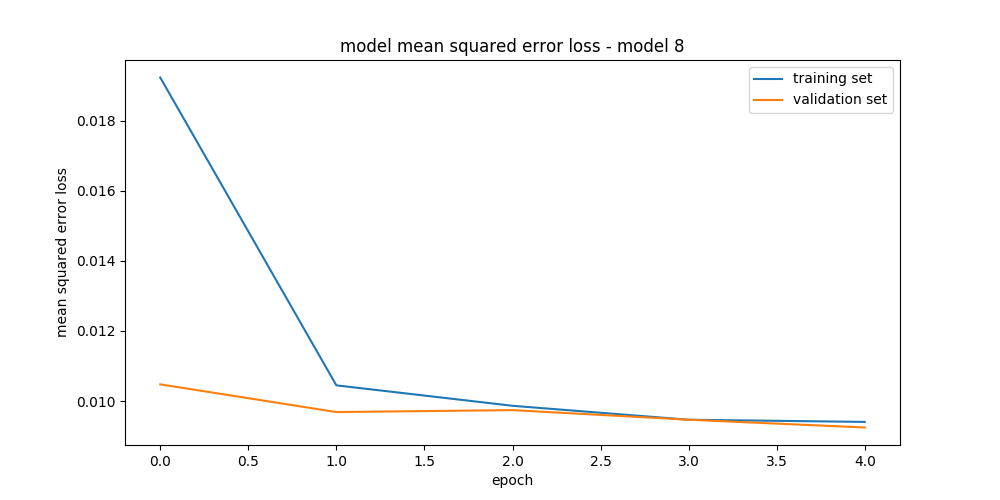 model mean squared error loss - model 8
training set
validation set
0.018
0.016
0.014
0.012
0.010
mean squared error loss
0.0 0.5 1.0 1.5 2.0 2.5 3.0 3.5 4.0
epoch